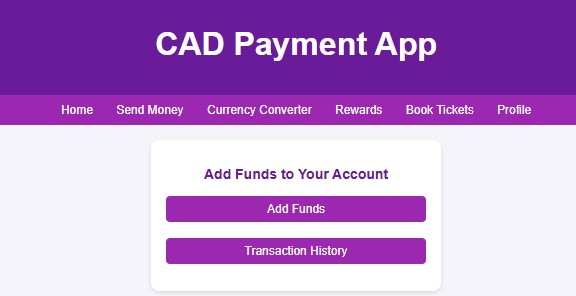 CAD Payment App
Home Send Money Currency Converter Rewards Book Tickets Profile
Add Funds to Your Account
Add Funds
Transaction History